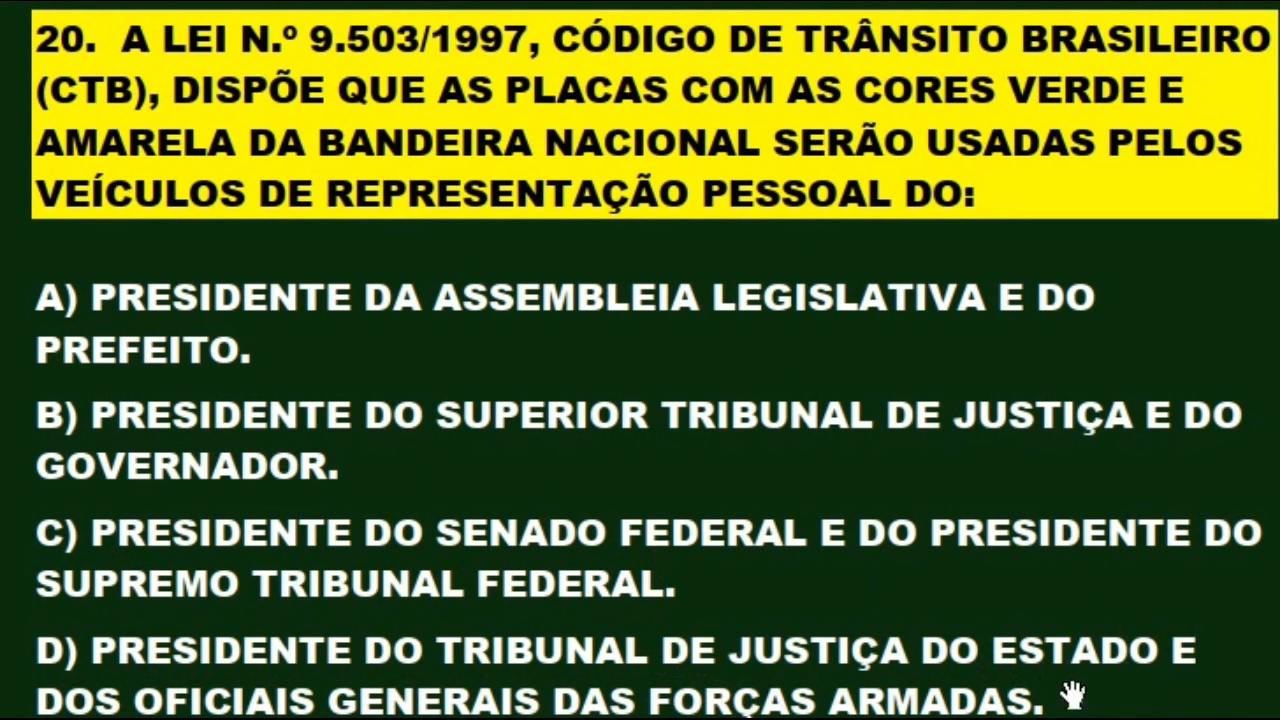 20. A LEI N.º 9.503/1997, CÓDIGO DE TRÂNSITO BRASILEIRO
(CTB), DISPÕE QUE AS PLACAS COM AS CORES VERDE E
AMARELA DA BANDEIRA NACIONAL SERÃO USADAS PELOS
VEÍCULOS DE REPRESENTAÇÃO PESSOAL DO:
A) PRESIDENTE DA ASSEMBLEIA LEGISLATIVA E DO
PREFEITO.
B) PRESIDENTE DO SUPERIOR TRIBUNAL DE JUSTIÇA E DO
GOVERNADOR.
C) PRESIDENTE DO SENADO FEDERAL E DO PRESIDENTE DO
SUPREMO TRIBUNAL FEDERAL.
D) PRESIDENTE DO TRIBUNAL DE JUSTIÇA DO ESTADO E
DOS OFICIAIS GENERAIS DAS FORÇAS ARMADAS.